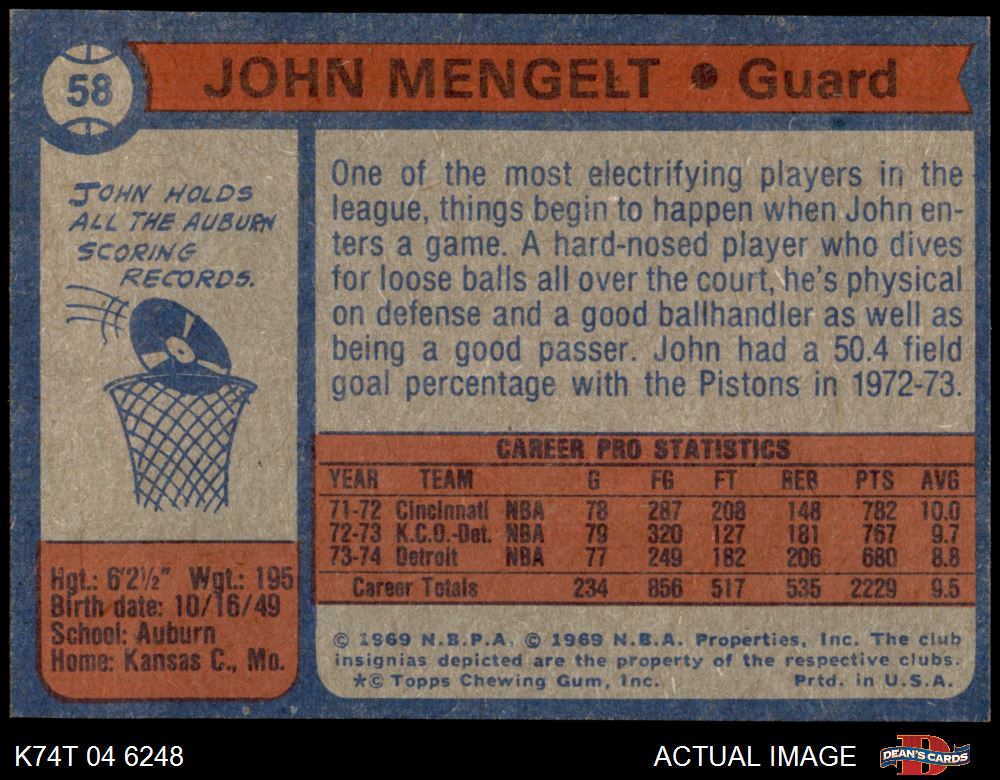 58
JOHN MENGELT • Guard
JOHN HOLDS
ALL THE AUBURN
SCORING
RECORDS.
One of the most electrifying players in the
league, things begin to happen when John en-
ters a game. A hard-nosed player who dives
for loose balls all over the court, he's physical
on defense and a good ballhandler as well as
being a good passer. John had a 50.4 field
goal percentage with the Pistons in 1972-73.
CAREER PRO STATISTICS
YEAR TEAM G FG FT REB PTS AVG
71-72 Cincinnati NBA 78 287 208 148 782 10.0
72-73 K.C.O.-Det. NBA 79 320 127 181 767 9.7
73-74 Detroit NBA 77 249 182 206 680 8.8
Career Totals 234 856 517 535 2229 9.5
Hgt.: 6'2½" Wgt.: 195
Birth date: 10/16/49
School: Auburn
Home: Kansas C., Mo.
© 1969 N.B.P.A. © 1969 N.B.A. Properties, Inc. The club
insignias depicted are the property of the respective clubs.
*© Topps Chewing Gum, Inc. Prtd. in U.S.A.
K74T 04 6248 ACTUAL IMAGE DEAN'S CARDS